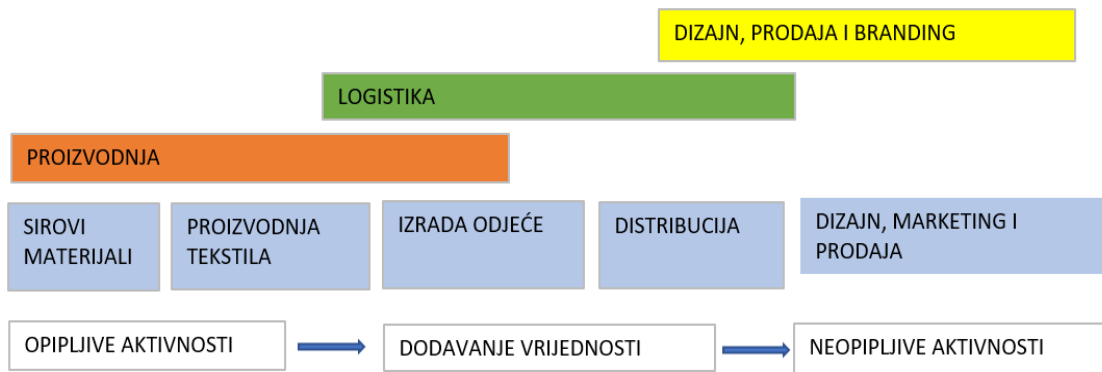 DIZAJN, PRODAJA I BRANDING
LOGISTIKA
PROIZVODNJA
SIROVI
MATERIJALI
PROIZVODNJA
TEKSTILA
IZRADA ODJEĆE
DISTRIBUCIJA
DIZAJN, MARKETING I
PRODAJA
OPIPLJIVE AKTIVNOSTI
DODAVANJE VRIJEDNOSTI
NEOPIPLJIVE AKTIVNOSTI